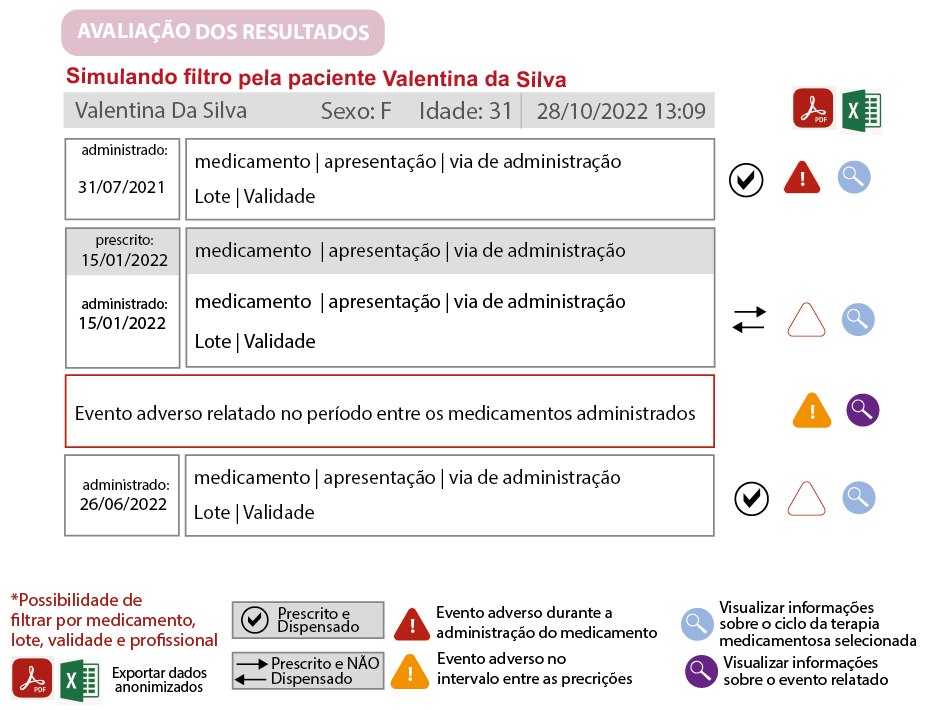 AVALIAÇÃO DOS RESULTADOS
Simulando filtro pela paciente Valentina da Silva
Valentina Da Silva Sexo: F Idade: 31 28/10/2022 13:09
PDF X
administrado:
31/07/2021
medicamento | apresentação | via de administração
Lote | Validade
!
prescrito:
15/01/2022
medicamento | apresentação | via de administração
administrado:
15/01/2022
medicamento | apresentação | via de administração
Lote | Validade
Evento adverso relatado no período entre os medicamentos administrados
!
administrado:
26/06/2022
medicamento | apresentação | via de administração
Lote | Validade
*Possibilidade de
filtrar por medicamento,
lote, validade e profissional
PDF X
Exportar dados
anonimizados
Prescrito e
Dispensado
Prescrito e NÃO
Dispensado
!
Evento adverso durante a
administração do medicamento
!
Evento adverso no
intervalo entre as precrições
Visualizar informações
sobre o ciclo da terapia
medicamentosa selecionada
Visualizar informações
sobre o evento relatado